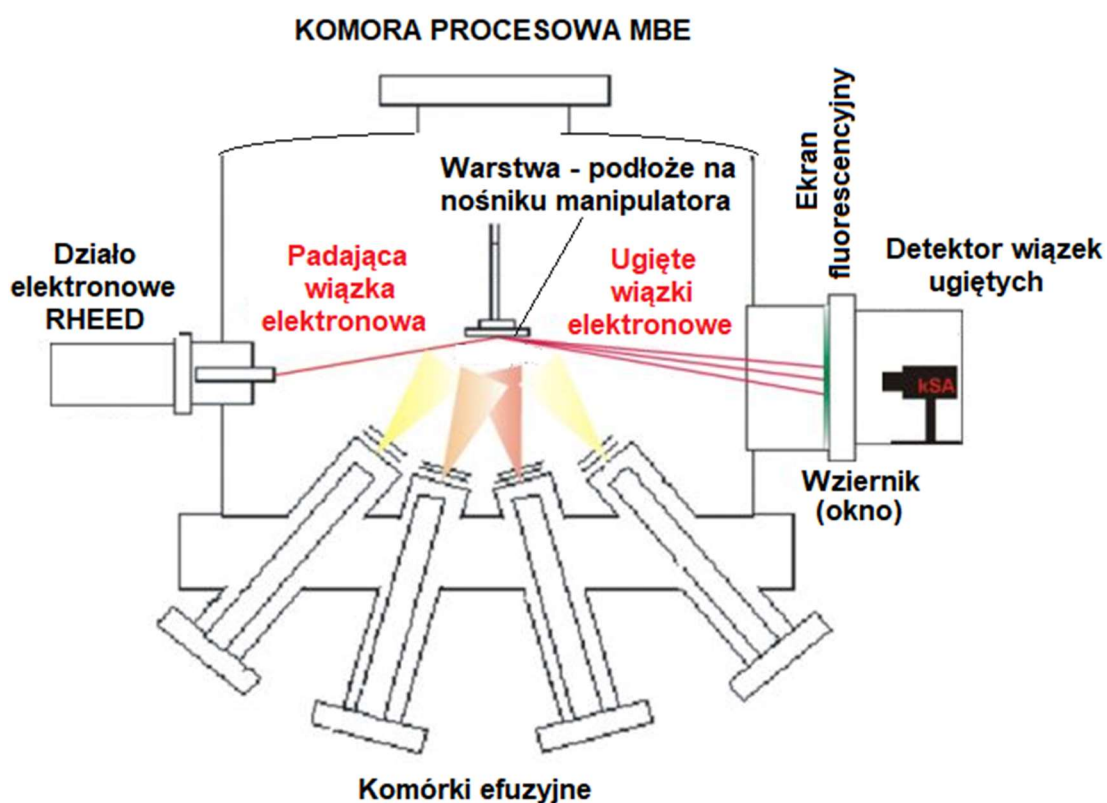 KOMORA PROCESOWA MBE
Warstwa - podłoże na
nośniku manipulatora
Ekran
fluorescencyjny
Działo
elektronowe
RHEED
Padająca
wiązka
elektronowa
Ugięte
wiązki
elektronowe
Detektor wiązek
ugiętych
kSA
Wziernik
(okno)
Komórki efuzyjne